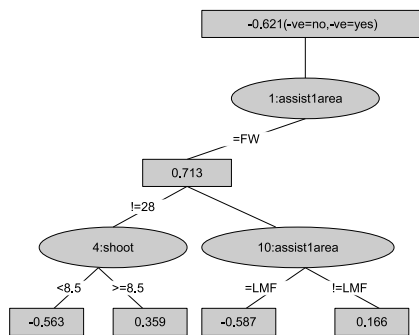 -0.621(-ve=no,-ve=yes)
1:assist1area
=FW
0.713
!=28
4:shoot
10:assist1area
<8.5
>=8.5
=LMF
!=LMF
-0.563
0.359
-0.587
0.166